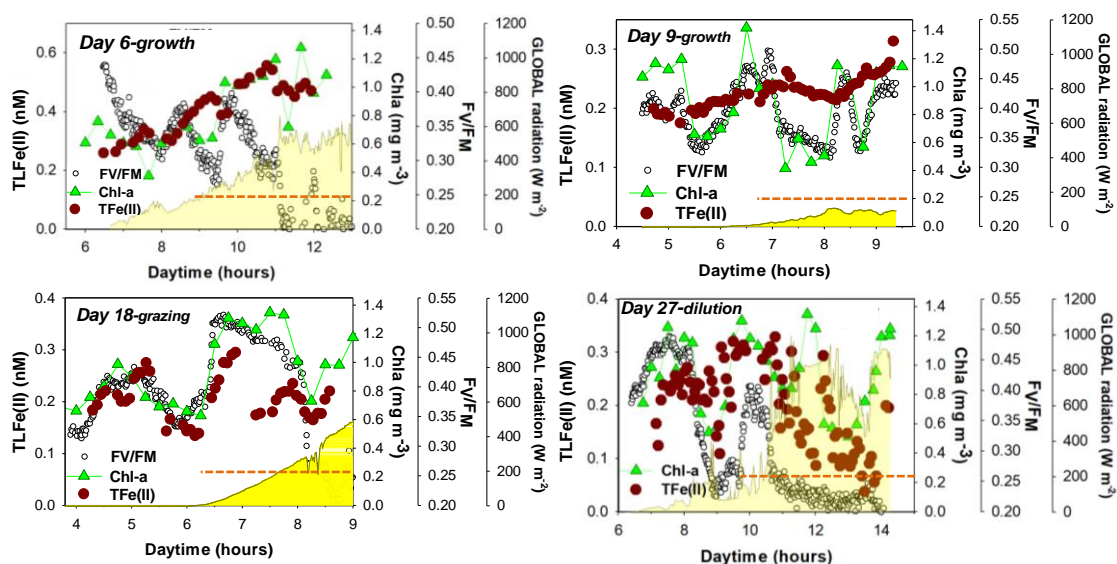 Day 6-growth
TLFe(II) (nM)
0.6
0.4
0.2
0.0
6 8 10 12
Daytime (hours)
FV/FM
Chl-a
TFe(II)
1.4
1.2
1.0
0.8
0.6
0.4
0.2
0.0
Chla (mg m-3)
0.50
0.45
0.40
0.35
0.30
0.25
0.20
Fv/FM
1200
1000
800
600
400
200
0
GLOBAL radiation (W m-2)
Day 9-growth
TLFe(II) (nM)
0.3
0.2
0.1
0.0
4 5 6 7 8 9
Daytime (hours)
FV/FM
Chl-a
TFe(II)
1.4
1.2
1.0
0.8
0.6
0.4
0.2
0.0
Chla (mg m-3)
0.55
0.50
0.45
0.40
0.35
0.30
0.25
0.20
Fv/FM
1200
1000
800
600
400
200
0
GLOBAL radiation (W m-2)
Day 18-grazing
TLFe(II) (nM)
0.4
0.3
0.2
0.1
0.0
4 5 6 7 8 9
Daytime (hours)
FV/FM
Chl-a
TFe(II)
1.4
1.2
1.0
0.8
0.6
0.4
0.2
0.0
Chla (mg m-3)
0.55
0.50
0.45
0.40
0.35
0.30
0.25
0.20
Fv/FM
1200
1000
800
600
400
200
0
GLOBAL radiation (W m-2)
Day 27-dilution
TLFe(II) (nM)
0.4
0.3
0.2
0.1
0.0
6 8 10 12 14
Daytime (hours)
Chl-a
TFe(II)
1.4
1.2
1.0
0.8
0.6
0.4
0.2
0.0
Chla (mg m-3)
0.55
0.50
0.45
0.40
0.35
0.30
0.25
0.20
Fv/FM
1200
1000
800
600
400
200
0
GLOBAL radiation (W m-2)